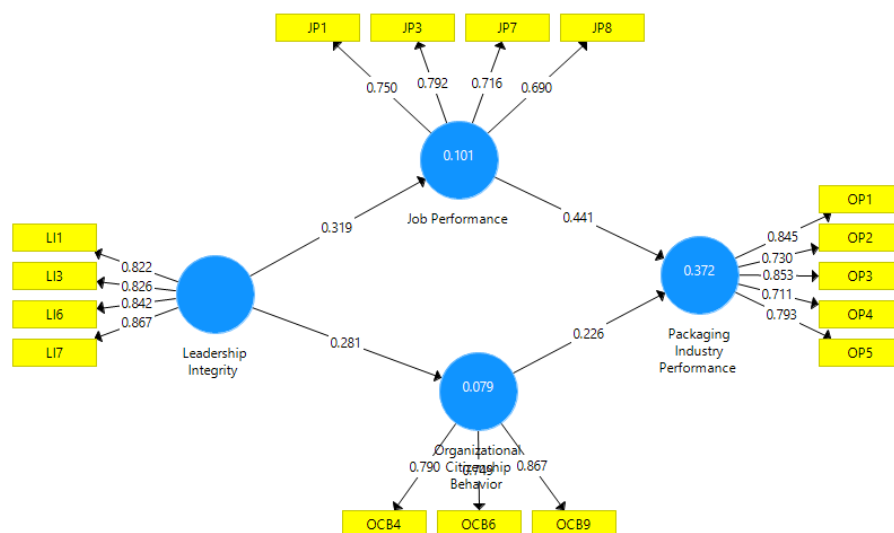 JP1 JP3 JP7 JP8
0.750 0.792 0.716 0.690
0.101
Job Performance
0.319
0.441
LI1
LI3
LI6
LI7
0.822
0.826
0.842
0.867
Leadership
Integrity
OP1
OP2
OP3
OP4
OP5
0.845
0.730
0.853
0.711
0.793
0.372
Packaging
Industry
Performance
0.281
0.226
0.079
Organizational
Citizenship
Behavior
0.790 0.749 0.867
OCB4 OCB6 OCB9